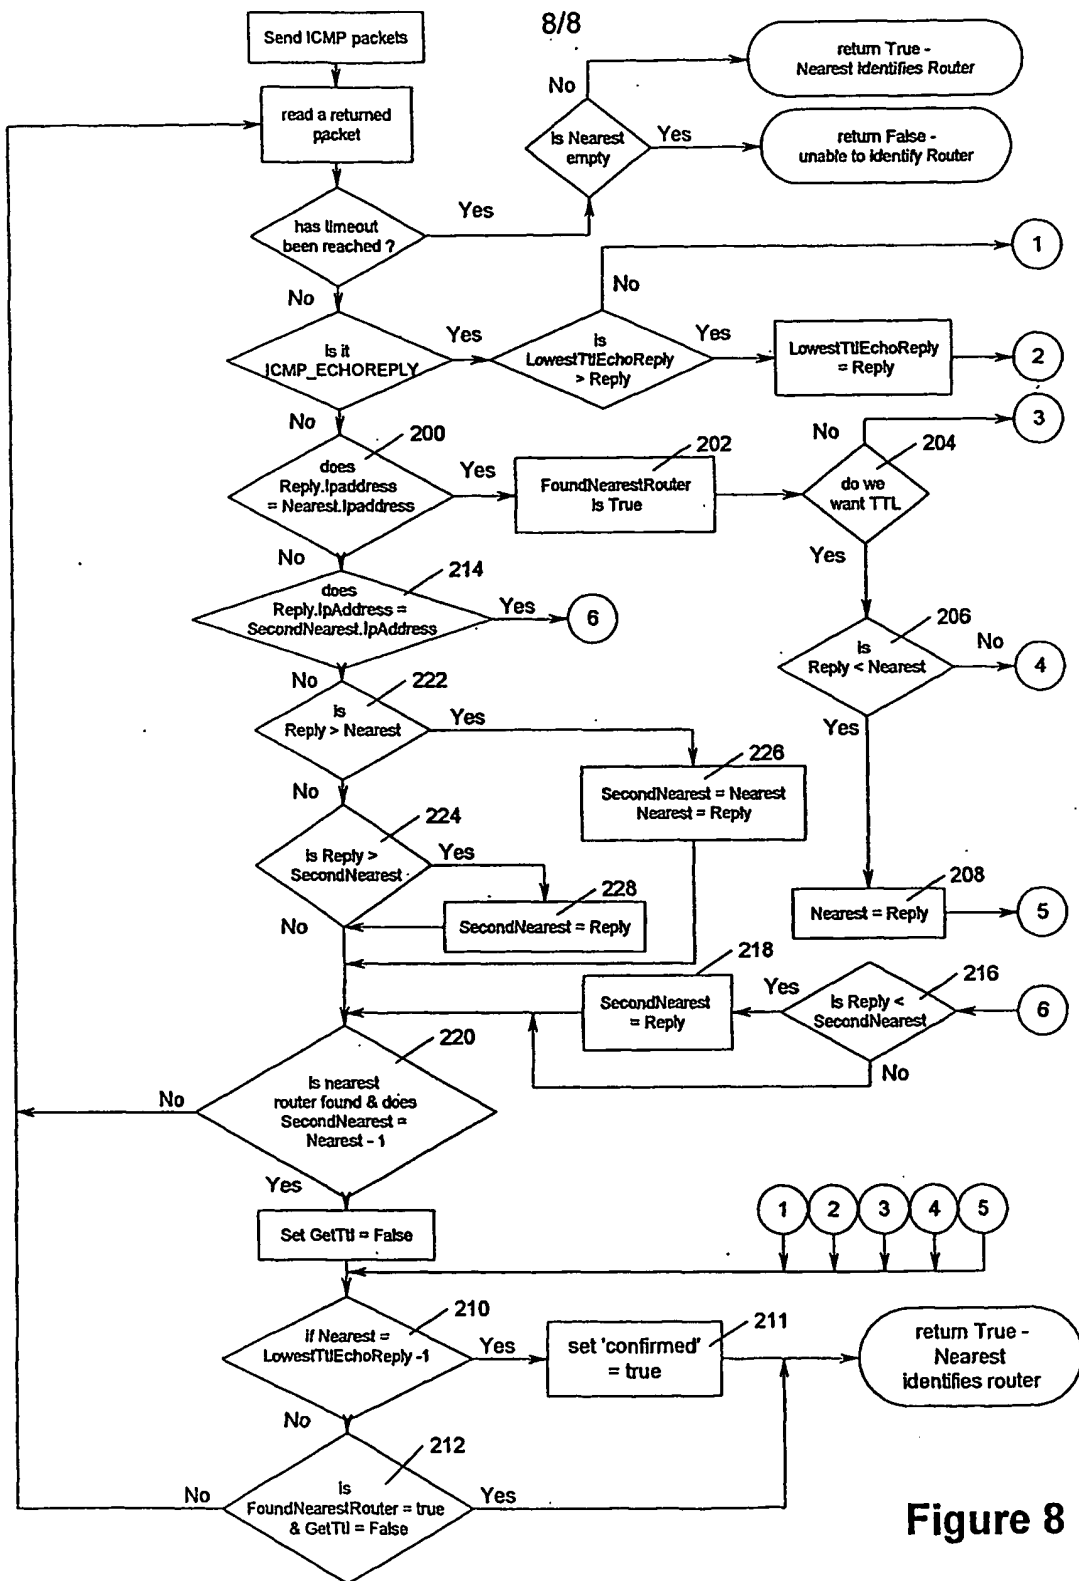 8/8
Send ICMP packets
return True -
Nearest Identifies Router
No
read a returned
packet
Is Nearest
empty
Yes
return False -
unable to Identify Router
has timeout
been reached ?
Yes
1
No
No
Is it
ICMP_ECHOREPLY
Yes
is
LowestTtlEchoReply
> Reply
Yes
LowestTtlEchoReply
= Reply
2
No
200
does
Reply.Ipaddress
= Nearest.Ipaddress
Yes
202
FoundNearestRouter
Is True
3
No
204
do we
want TTL
No
Yes
214
does
Reply.IpAddress =
SecondNearest.IpAddress
Yes
6
206
is
Reply < Nearest
No
4
No
222
is
Reply > Nearest
Yes
Yes
226
SecondNearest = Nearest
Nearest = Reply
No
224
is Reply >
SecondNearest
Yes
228
SecondNearest = Reply
No
208
Nearest = Reply
5
218
SecondNearest
= Reply
Yes
216
Is Reply <
SecondNearest
6
No
220
Is nearest
router found & does
SecondNearest =
Nearest - 1
No
Yes
Set GetTtl = False
1
2
3
4
5
210
if Nearest =
LowestTtlEchoReply -1
Yes
211
set 'confirmed'
= true
return True -
Nearest
identifies router
No
212
is
FoundNearestRouter = true
& GetTtl = False
No
Yes
Figure 8